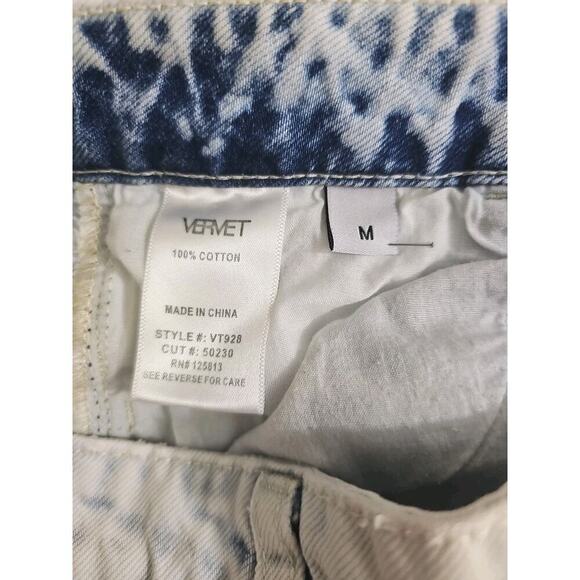 VERVET
100% COTTON
MADE IN CHINA
STYLE #: VT928
CUT #: 50230
RN# 125813
SEE REVERSE FOR CARE
M